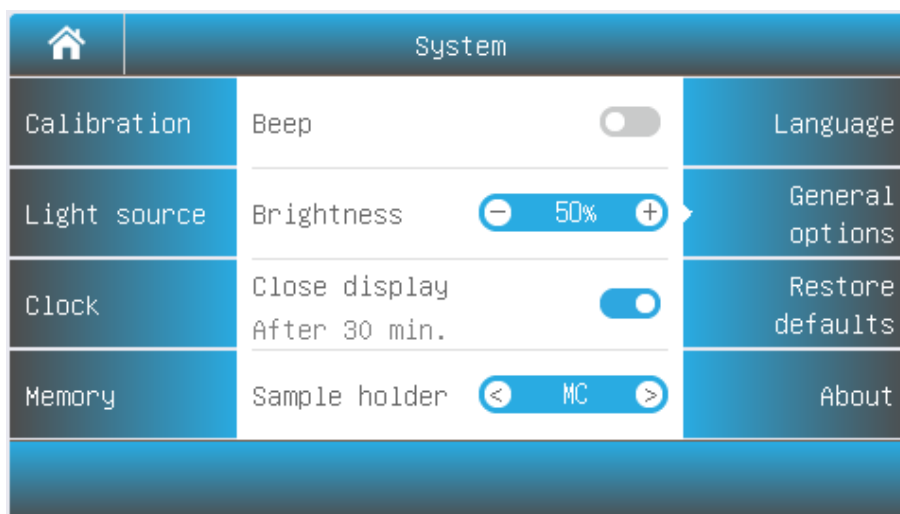 System
Calibration
Light source
Clock
Memory
Beep
Brightness
50%
Close display
After 30 min.
Sample holder
MC
Language
General
options
Restore
defaults
About